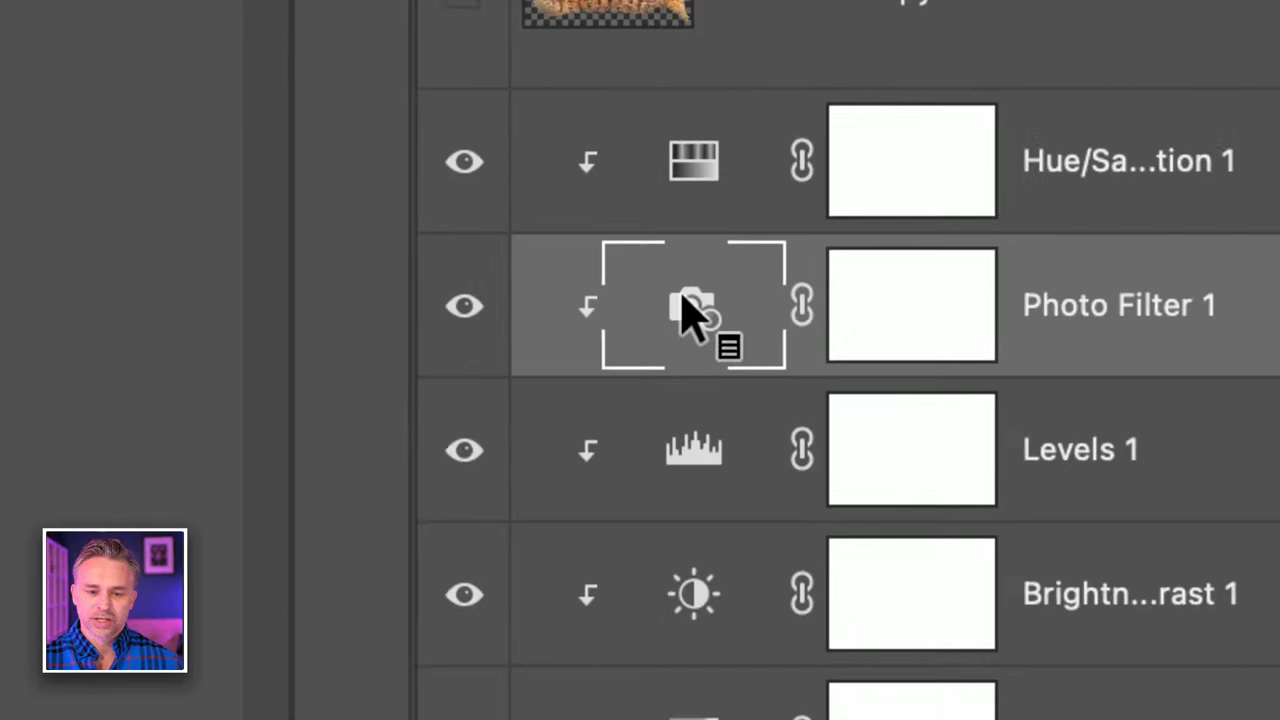 Hue/Sa...tion 1
Photo Filter 1
Levels 1
Brightn...rast 1